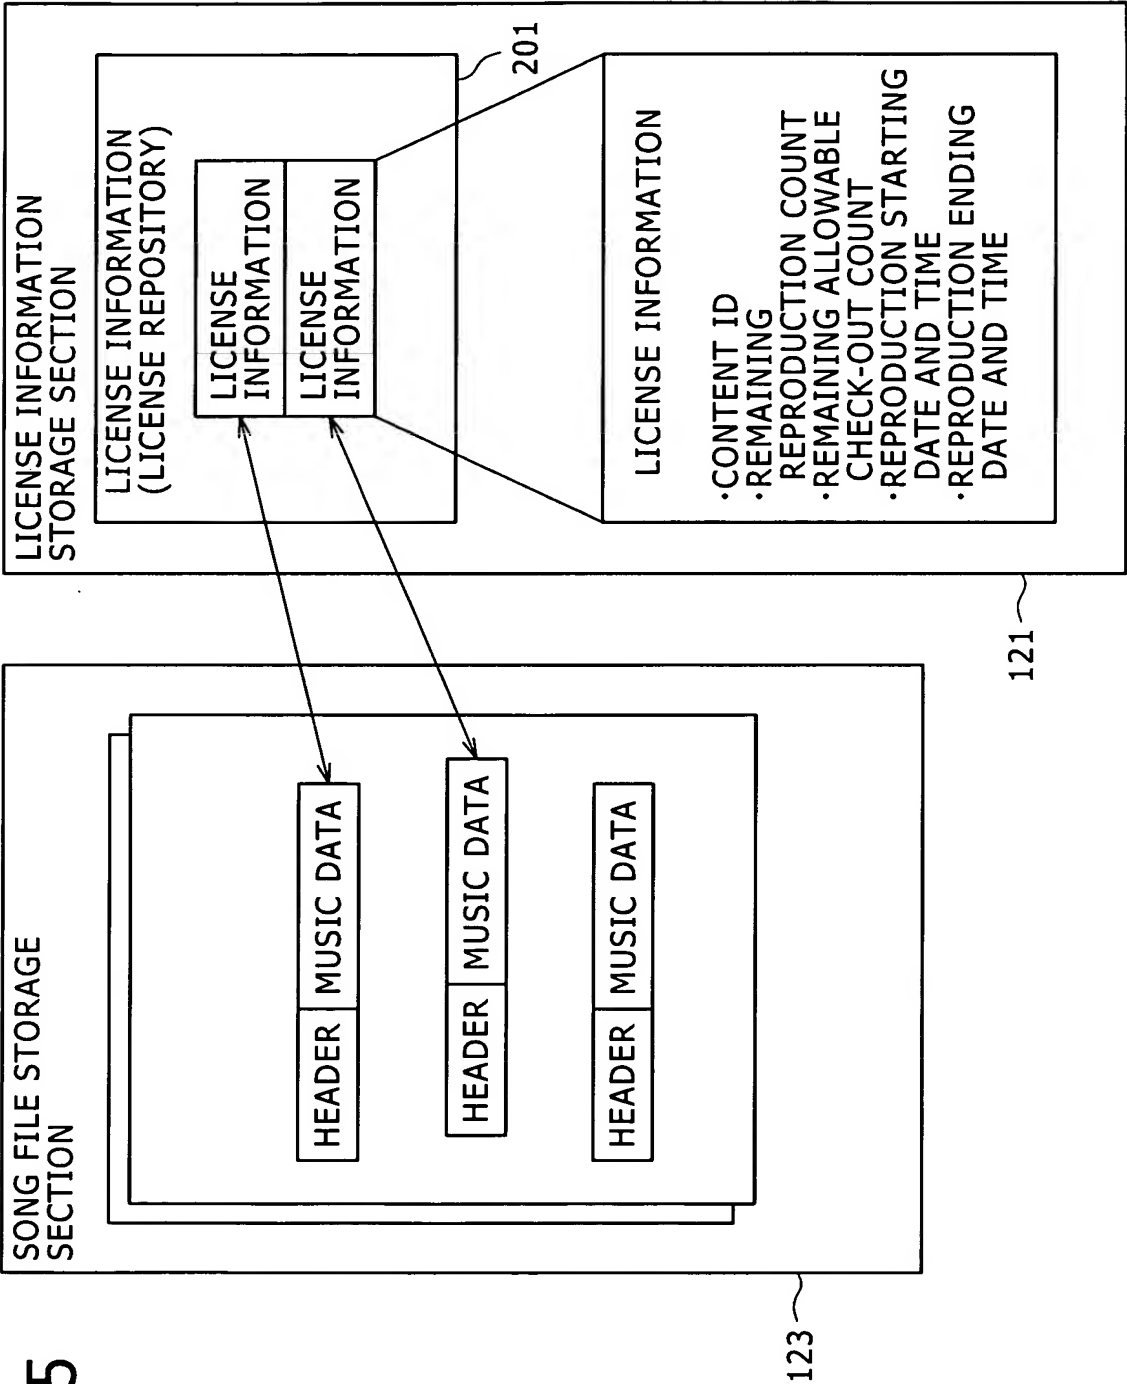 5
SONG FILE STORAGE
SECTION
HEADER
MUSIC DATA
HEADER
MUSIC DATA
HEADER
MUSIC DATA
123
LICENSE INFORMATION
STORAGE SECTION
LICENSE INFORMATION
(LICENSE REPOSITORY)
LICENSE
INFORMATION
LICENSE
INFORMATION
201
LICENSE INFORMATION
·CONTENT ID
·REMAINING
REPRODUCTION COUNT
·REMAINING ALLOWABLE
CHECK-OUT COUNT
·REPRODUCTION STARTING
DATE AND TIME
·REPRODUCTION ENDING
DATE AND TIME
121